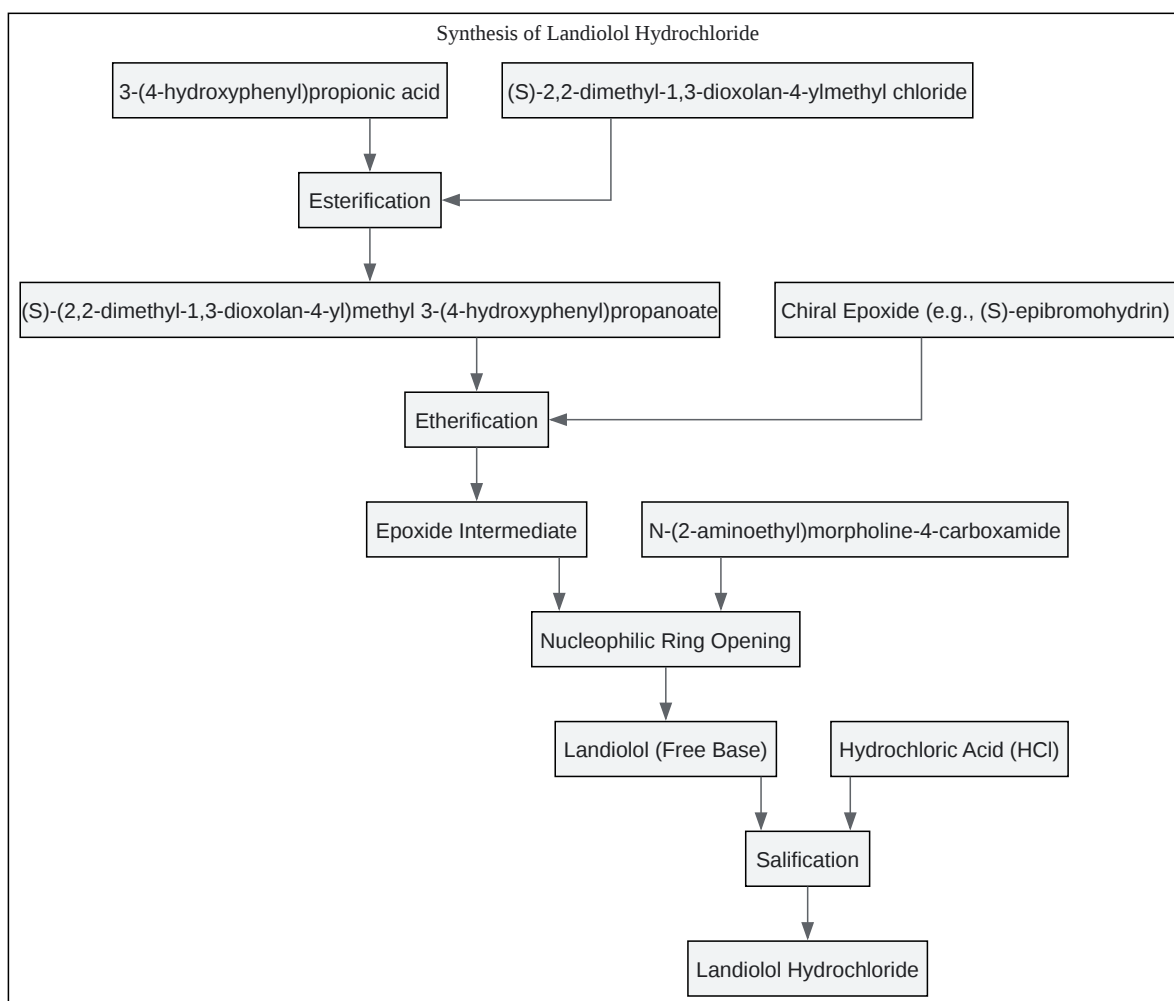 Synthesis of Landiolol Hydrochloride
3-(4-hydroxyphenyl)propionic acid
(S)-2,2-dimethyl-1,3-dioxolan-4-ylmethyl chloride
Esterification
(S)-(2,2-dimethyl-1,3-dioxolan-4-yl)methyl 3-(4-hydroxyphenyl)propanoate
Chiral Epoxide (e.g., (S)-epibromohydrin)
Etherification
Epoxide Intermediate
N-(2-aminoethyl)morpholine-4-carboxamide
Nucleophilic Ring Opening
Landiolol (Free Base)
Hydrochloric Acid (HCl)
Salification
Landiolol Hydrochloride